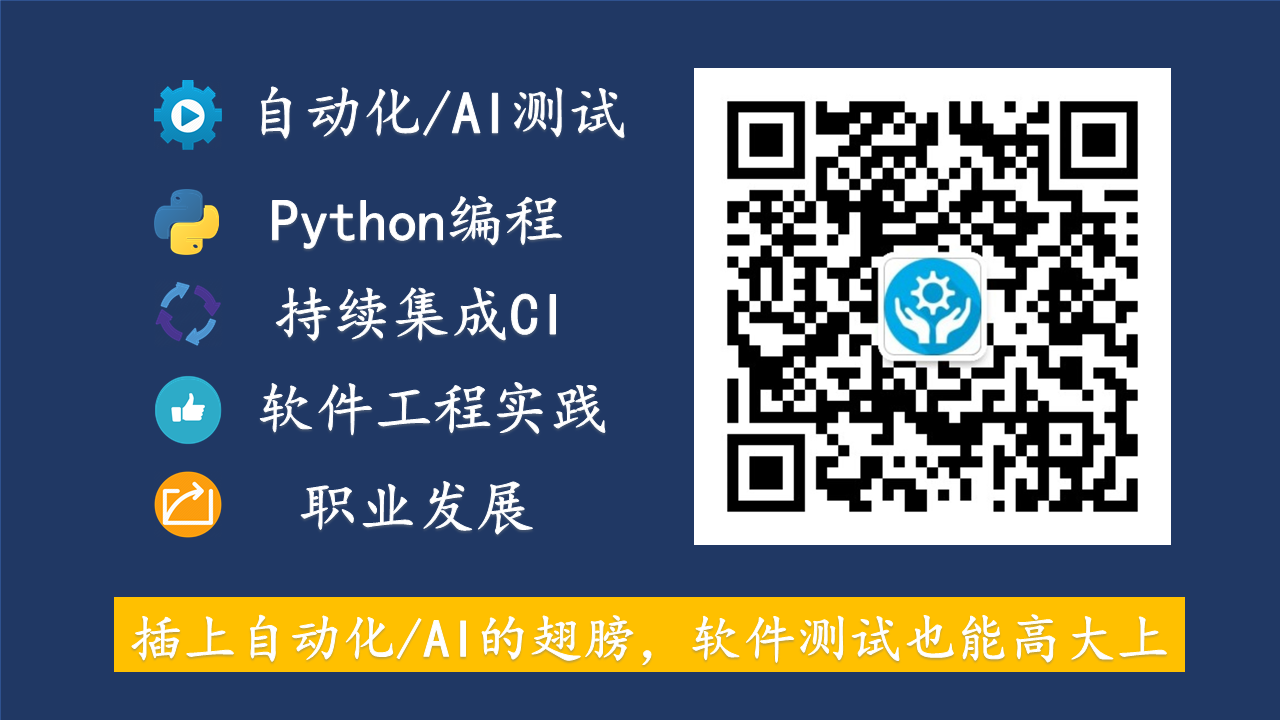 自动化/AI测试
Python编程
持续集成CI
软件工程实践
职业发展
插上自动化/AI的翅膀，软件测试也能高大上